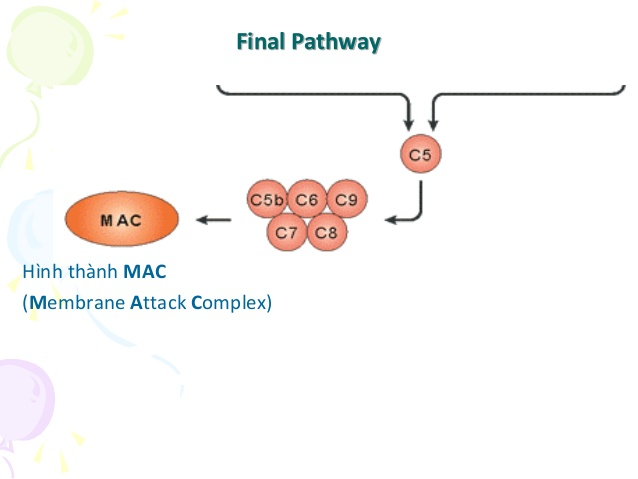 Final Pathway
C5
C5b C6 C9
MAC
C7 C8
Hình thành MAC
(Membrane Attack Complex)